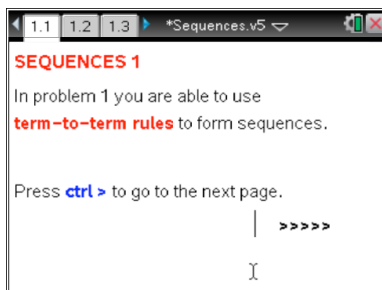 1.1 1.2 1.3 *Sequences.v5
SEQUENCES 1
In problem 1 you are able to use
term-to-term rules to form sequences.
Press ctrl > to go to the next page.
>>>>>